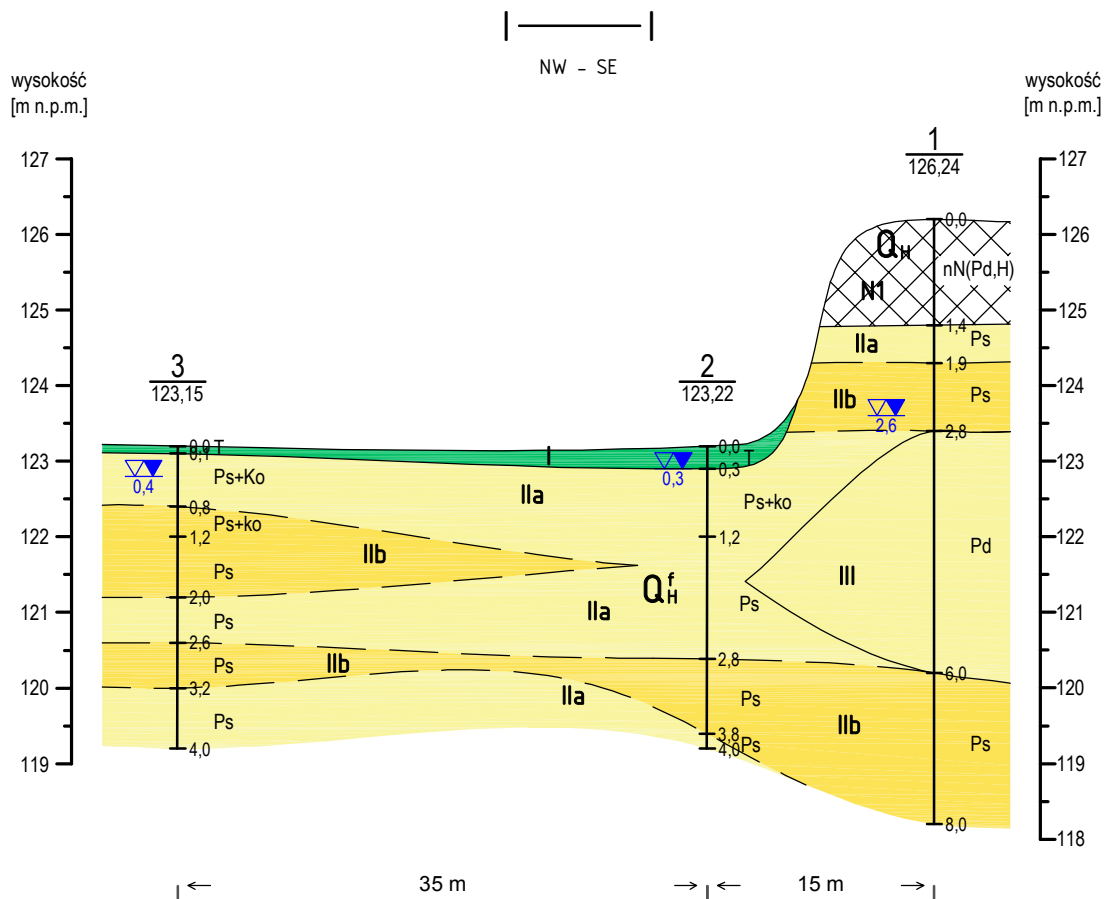 NW - SE
wysokość
[m n.p.m.]
wysokość
[m n.p.m.]
127
126
125
124
123
122
121
120
119
127
126
125
124
123
122
121
120
119
118
3
123,15
0,0
0,1
T
0,4
Ps+Ko
0,8
Ps+ko
1,2
Ps
2,0
Ps
2,6
Ps
3,2
Ps
4,0
2
123,22
0,0
T
0,3
0,3
Ps+ko
1,2
Ps
2,8
Ps
3,8
Ps
4,0
1
126,24
0,0
nN(Pd,H)
1,4
Ps
1,9
Ps
2,6
2,8
Pd
6,0
Ps
8,0
QH
N1
IIa
IIb
I
IIa
IIb
QfH
IIa
III
IIb
IIa
IIb
35 m
15 m